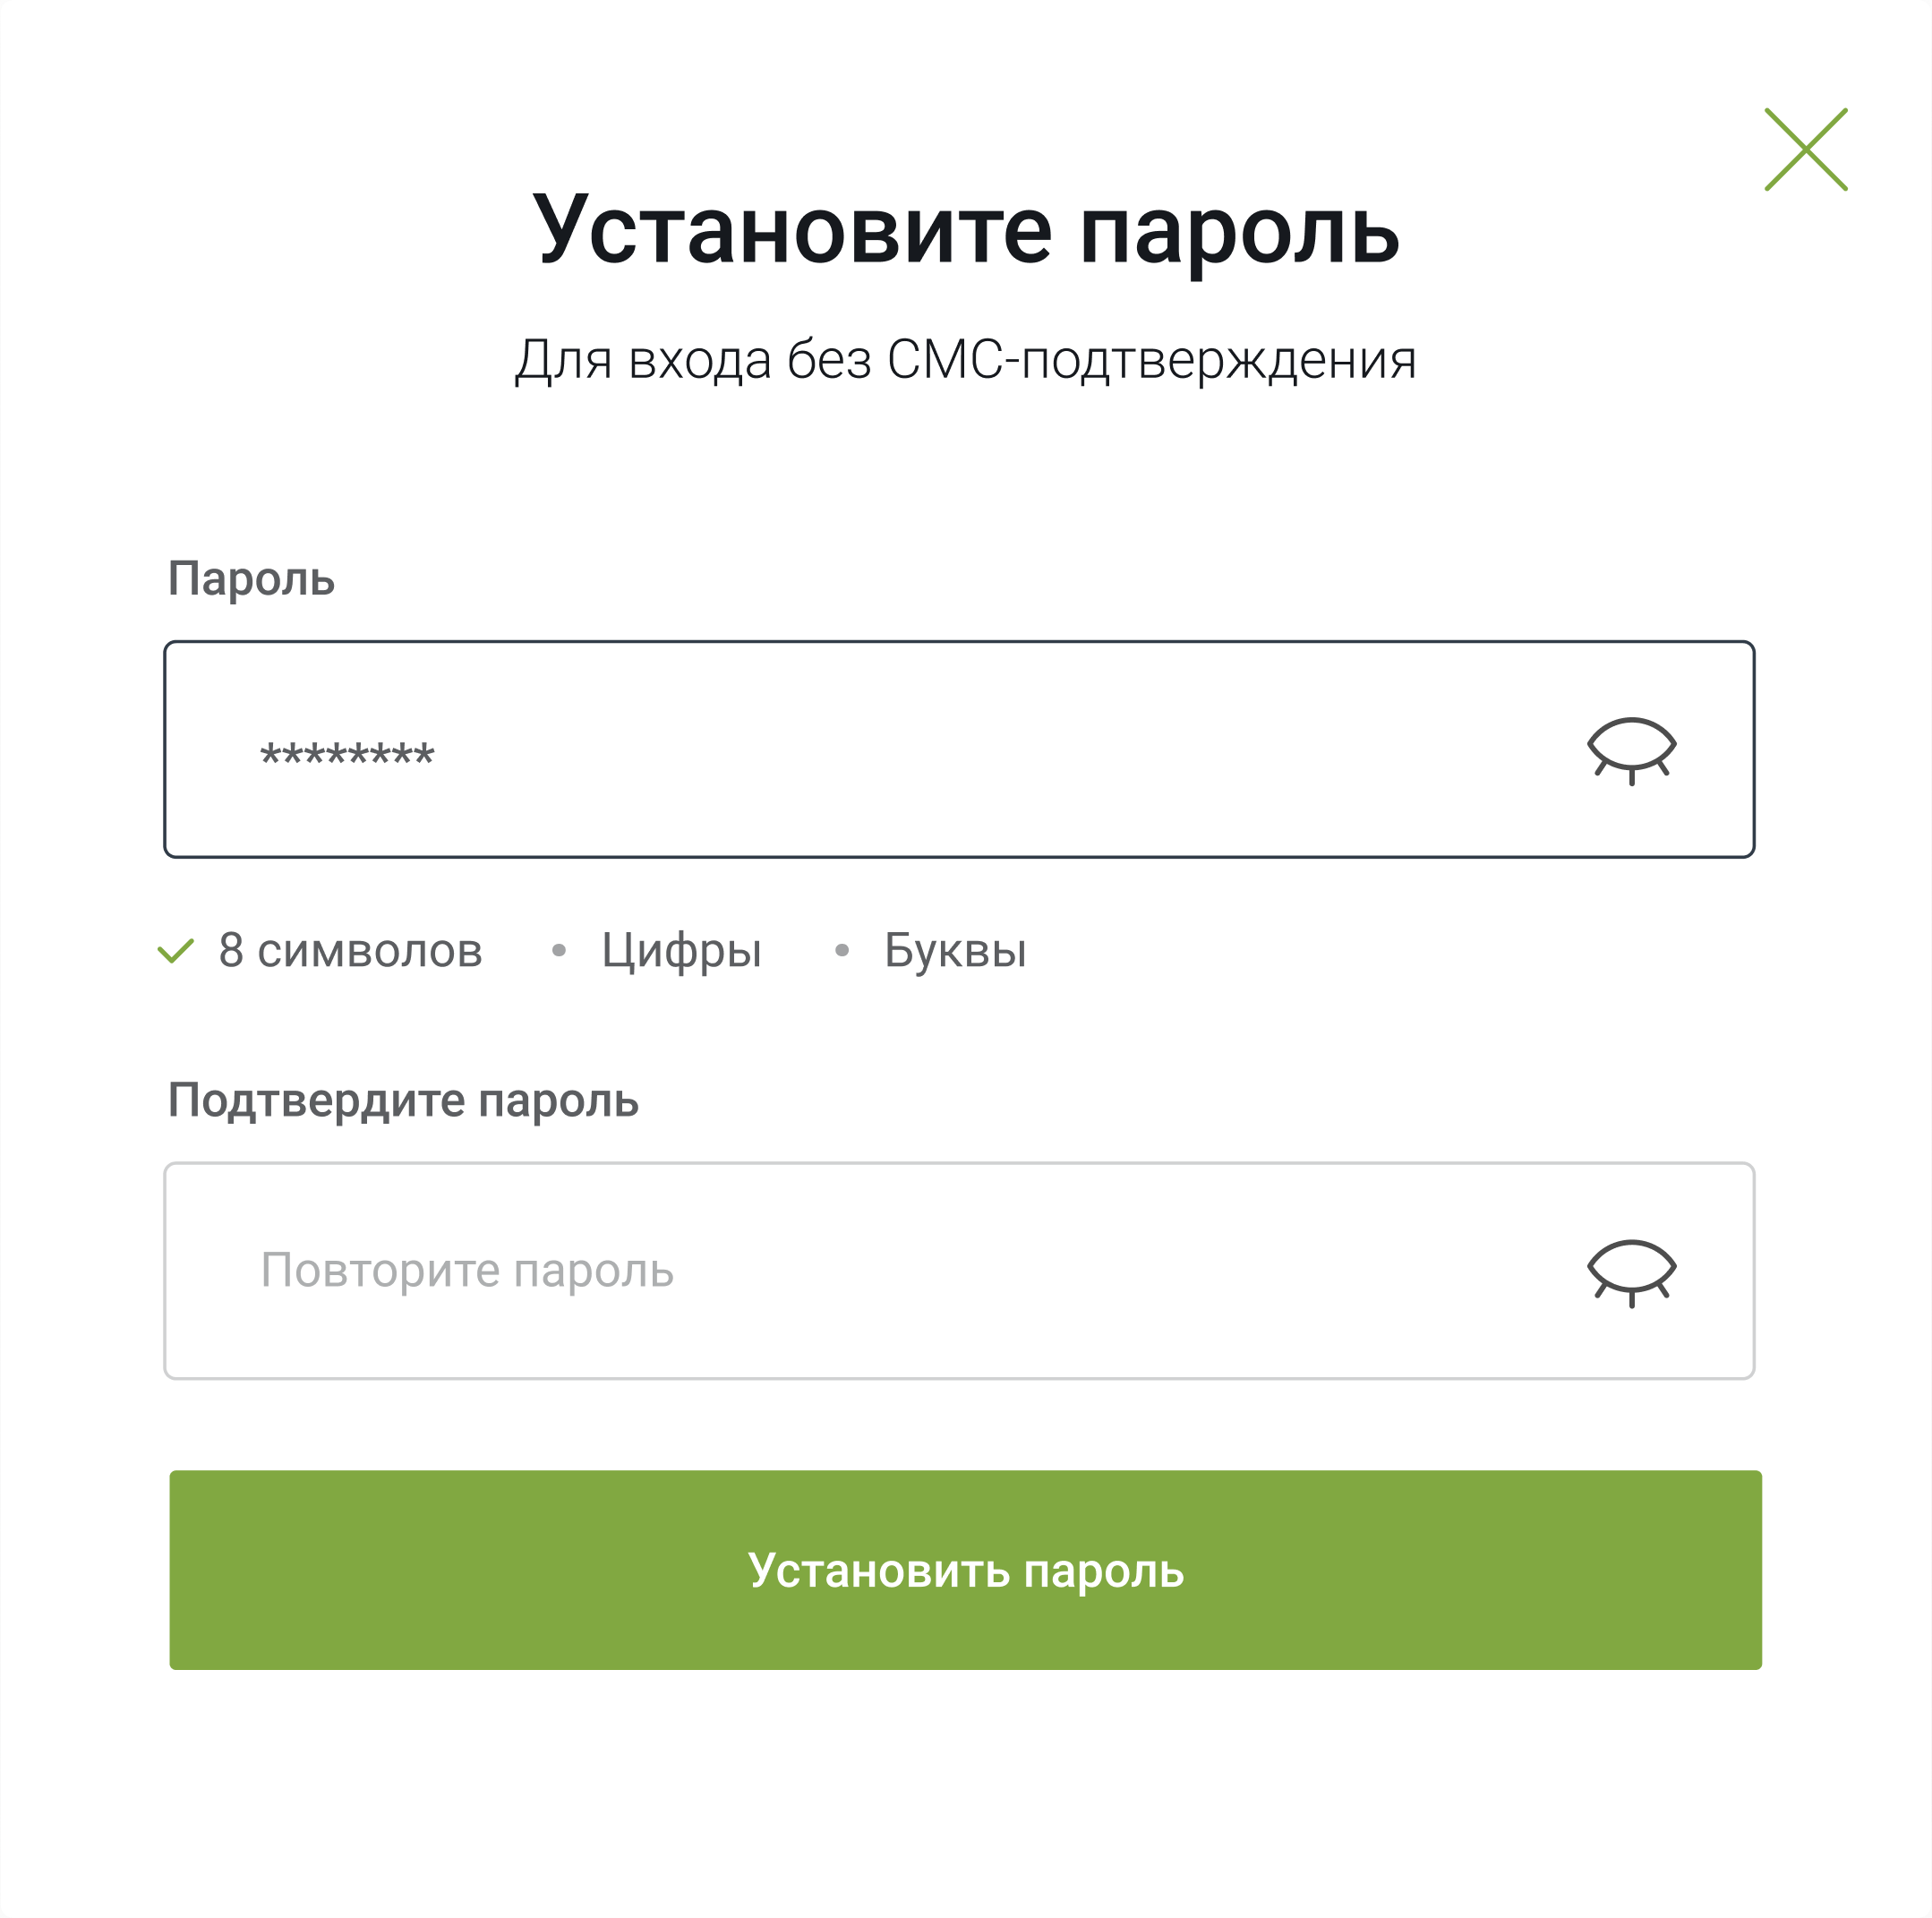 Установите пароль
Для входа без СМС-подтверждения
Пароль
********
8 символов Цифры Буквы
Подтвердите пароль
Повторите пароль
Установить пароль